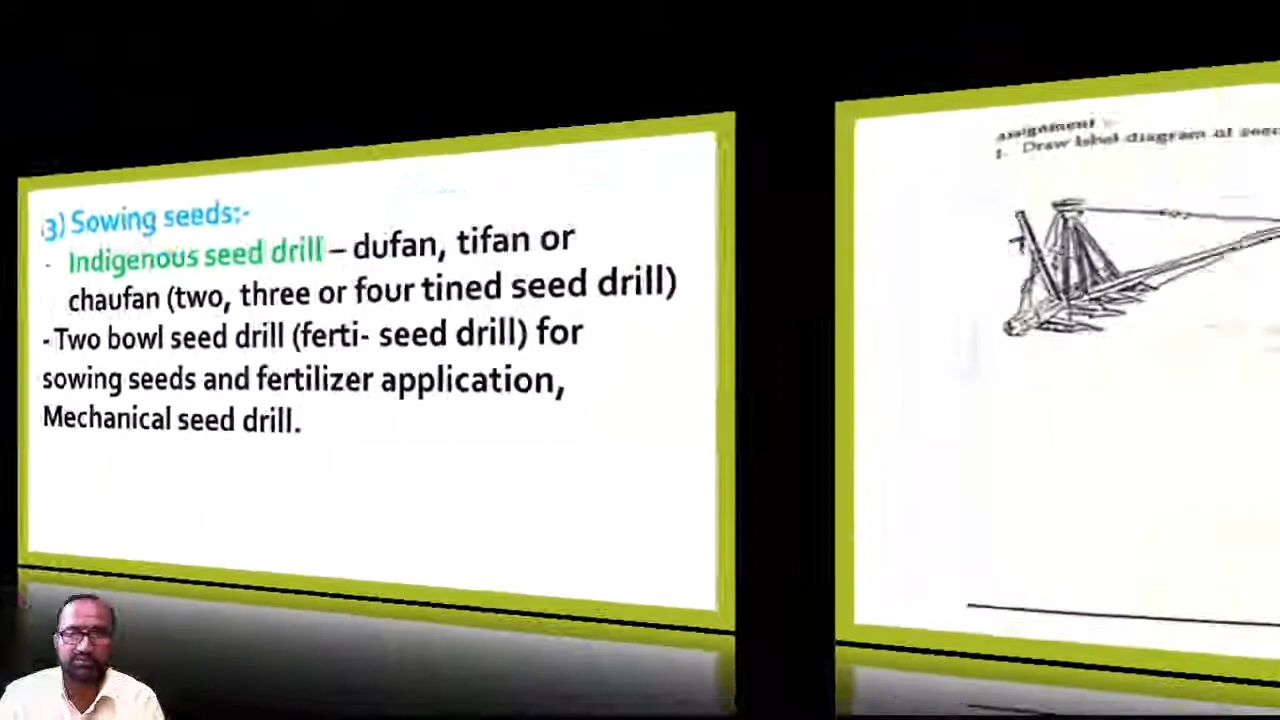 3) Sowing seeds:-
- Indigenous seed drill – dufan, tifan or
chaufan (two, three or four tined seed drill)
- Two bowl seed drill (ferti- seed drill) for
sowing seeds and fertilizer application,
Mechanical seed drill.
assignment :-
1- Draw label diagram of seed